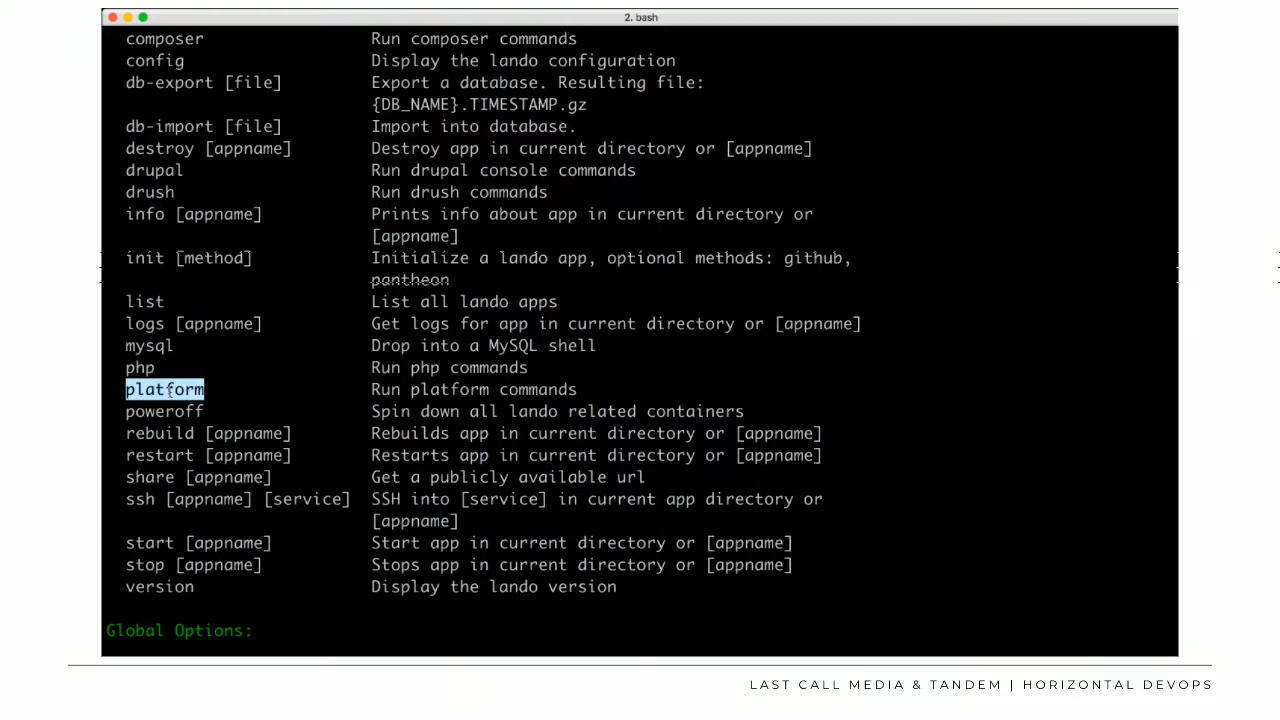 2. bash
composer Run composer commands
config Display the lando configuration
db-export [file] Export a database. Resulting file:
{DB_NAME}.TIMESTAMP.gz
db-import [file] Import into database.
destroy [appname] Destroy app in current directory or [appname]
drupal Run drupal console commands
drush Run drush commands
info [appname] Prints info about app in current directory or
[appname]
init [method] Initialize a lando app, optional methods: github,
pantheon
list List all lando apps
logs [appname] Get logs for app in current directory or [appname]
mysql Drop into a MySQL shell
php Run php commands
platform Run platform commands
poweroff Spin down all lando related containers
rebuild [appname] Rebuilds app in current directory or [appname]
restart [appname] Restarts app in current directory or [appname]
share [appname] Get a publicly available url
ssh [appname] [service] SSH into [service] in current app directory or
[appname]
start [appname] Start app in current directory or [appname]
stop [appname] Stops app in current directory or [appname]
version Display the lando version
Global Options:
LAST CALL MEDIA & TANDEM | HORIZONTAL DEVOPS